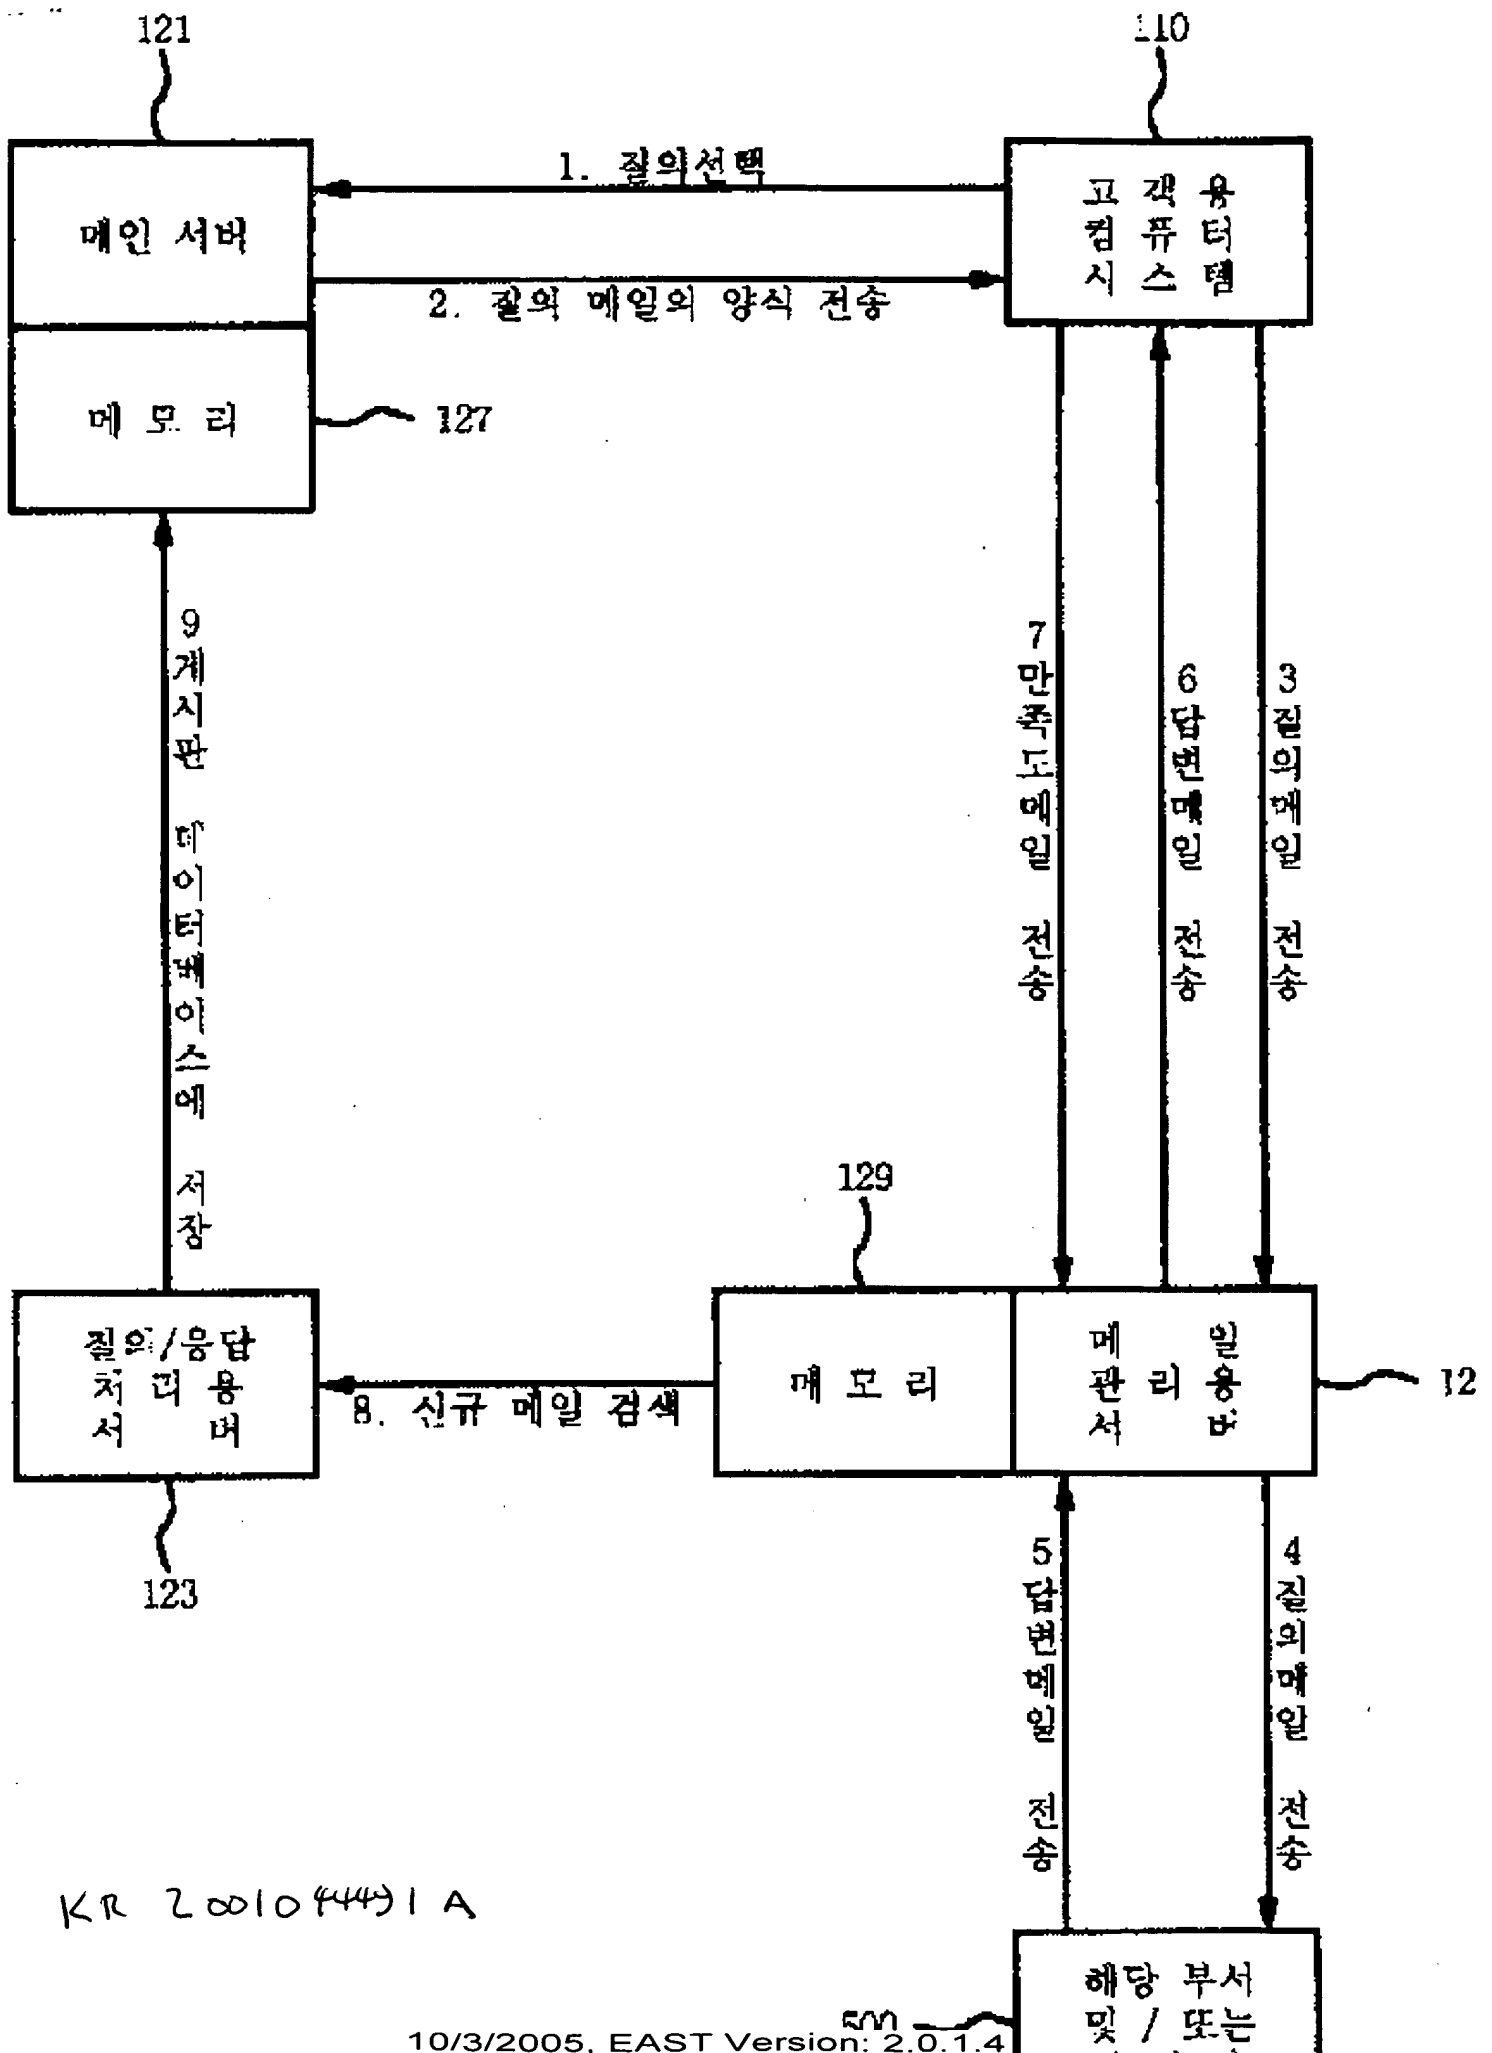 121
110
1. 질의선택
메인 서버
고 객 용
컴 퓨 터
시 스 템
2. 질의 메일의 양식 전송
메 모 리
127
9 게시판 데이터베이스에 저장
7 만족도메일 전송
6 답변메일 전송
3 질의메일 전송
129
질의/응답
처 리 용
서 버
8. 신규 메일 검색
메 모 리
메 일
관 리 용
서 버
12
123
5 답변메일 전송
4 질의메일 전송
KR 2001044491 A
해당 부서
및 / 또는
500
10/3/2005, EAST Version: 2.0.1.4